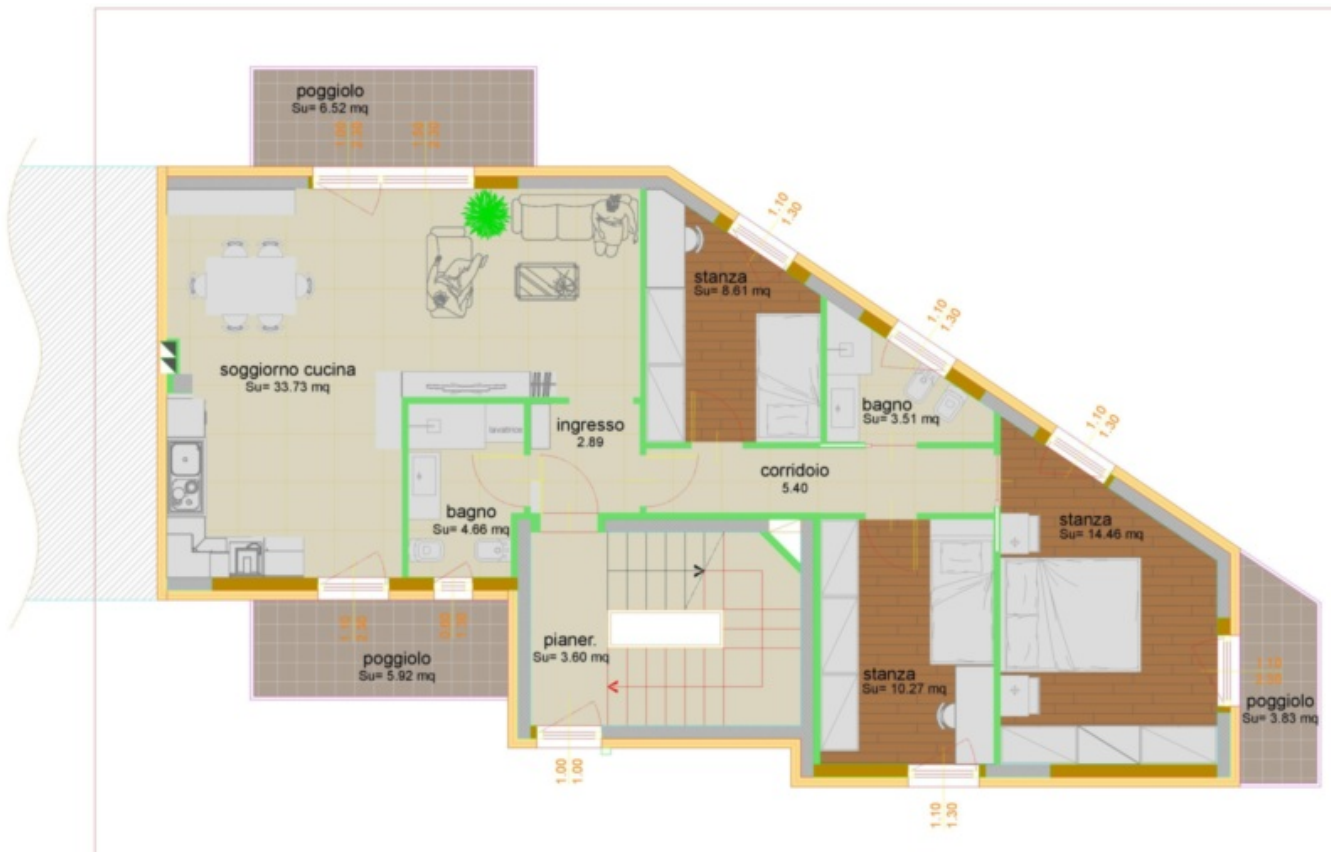 poggiolo
Su= 6.52 mq
1.10
1.30
stanza
Su= 8.61 mq
1.10
1.30
soggiorno cucina
Su= 33.73 mq
bagno
Su= 3.51 mq
ingresso
2.89
1.10
1.30
corridoio
5.40
bagno
Su= 4.66 mq
stanza
Su= 14.46 mq
pianer.
Su= 3.60 mq
poggiolo
Su= 5.92 mq
stanza
Su= 10.27 mq
poggiolo
Su= 3.83 mq
1.00
1.00
1.10
1.30